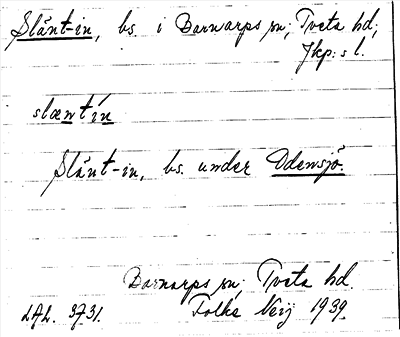 Slänt-in, bs. i Barnarps sn; Tveta hd;
Jkp:s l.
slæntin
Slänt-in, bs. under Odensjö.
Barnarps sn; Tveta hd.
LAL. 3731. Folke Neij 1939.